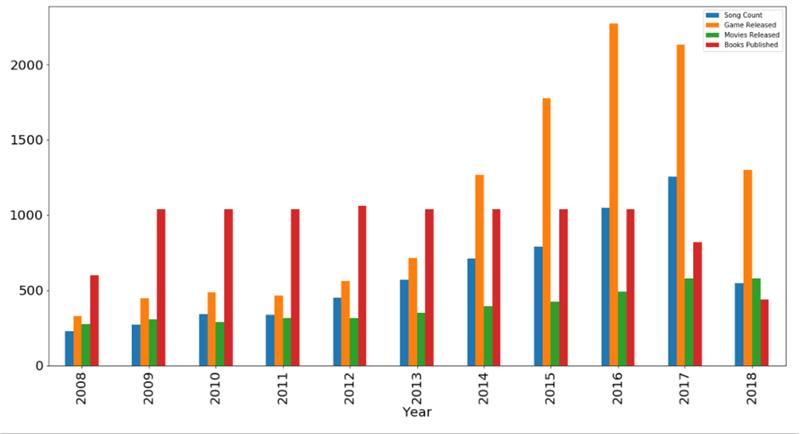 Song Count
Game Released
Movies Released
Books Published
2000
1500
1000
500
0
2008 2009 2010 2011 2012 2013 2014 2015 2016 2017 2018
Year